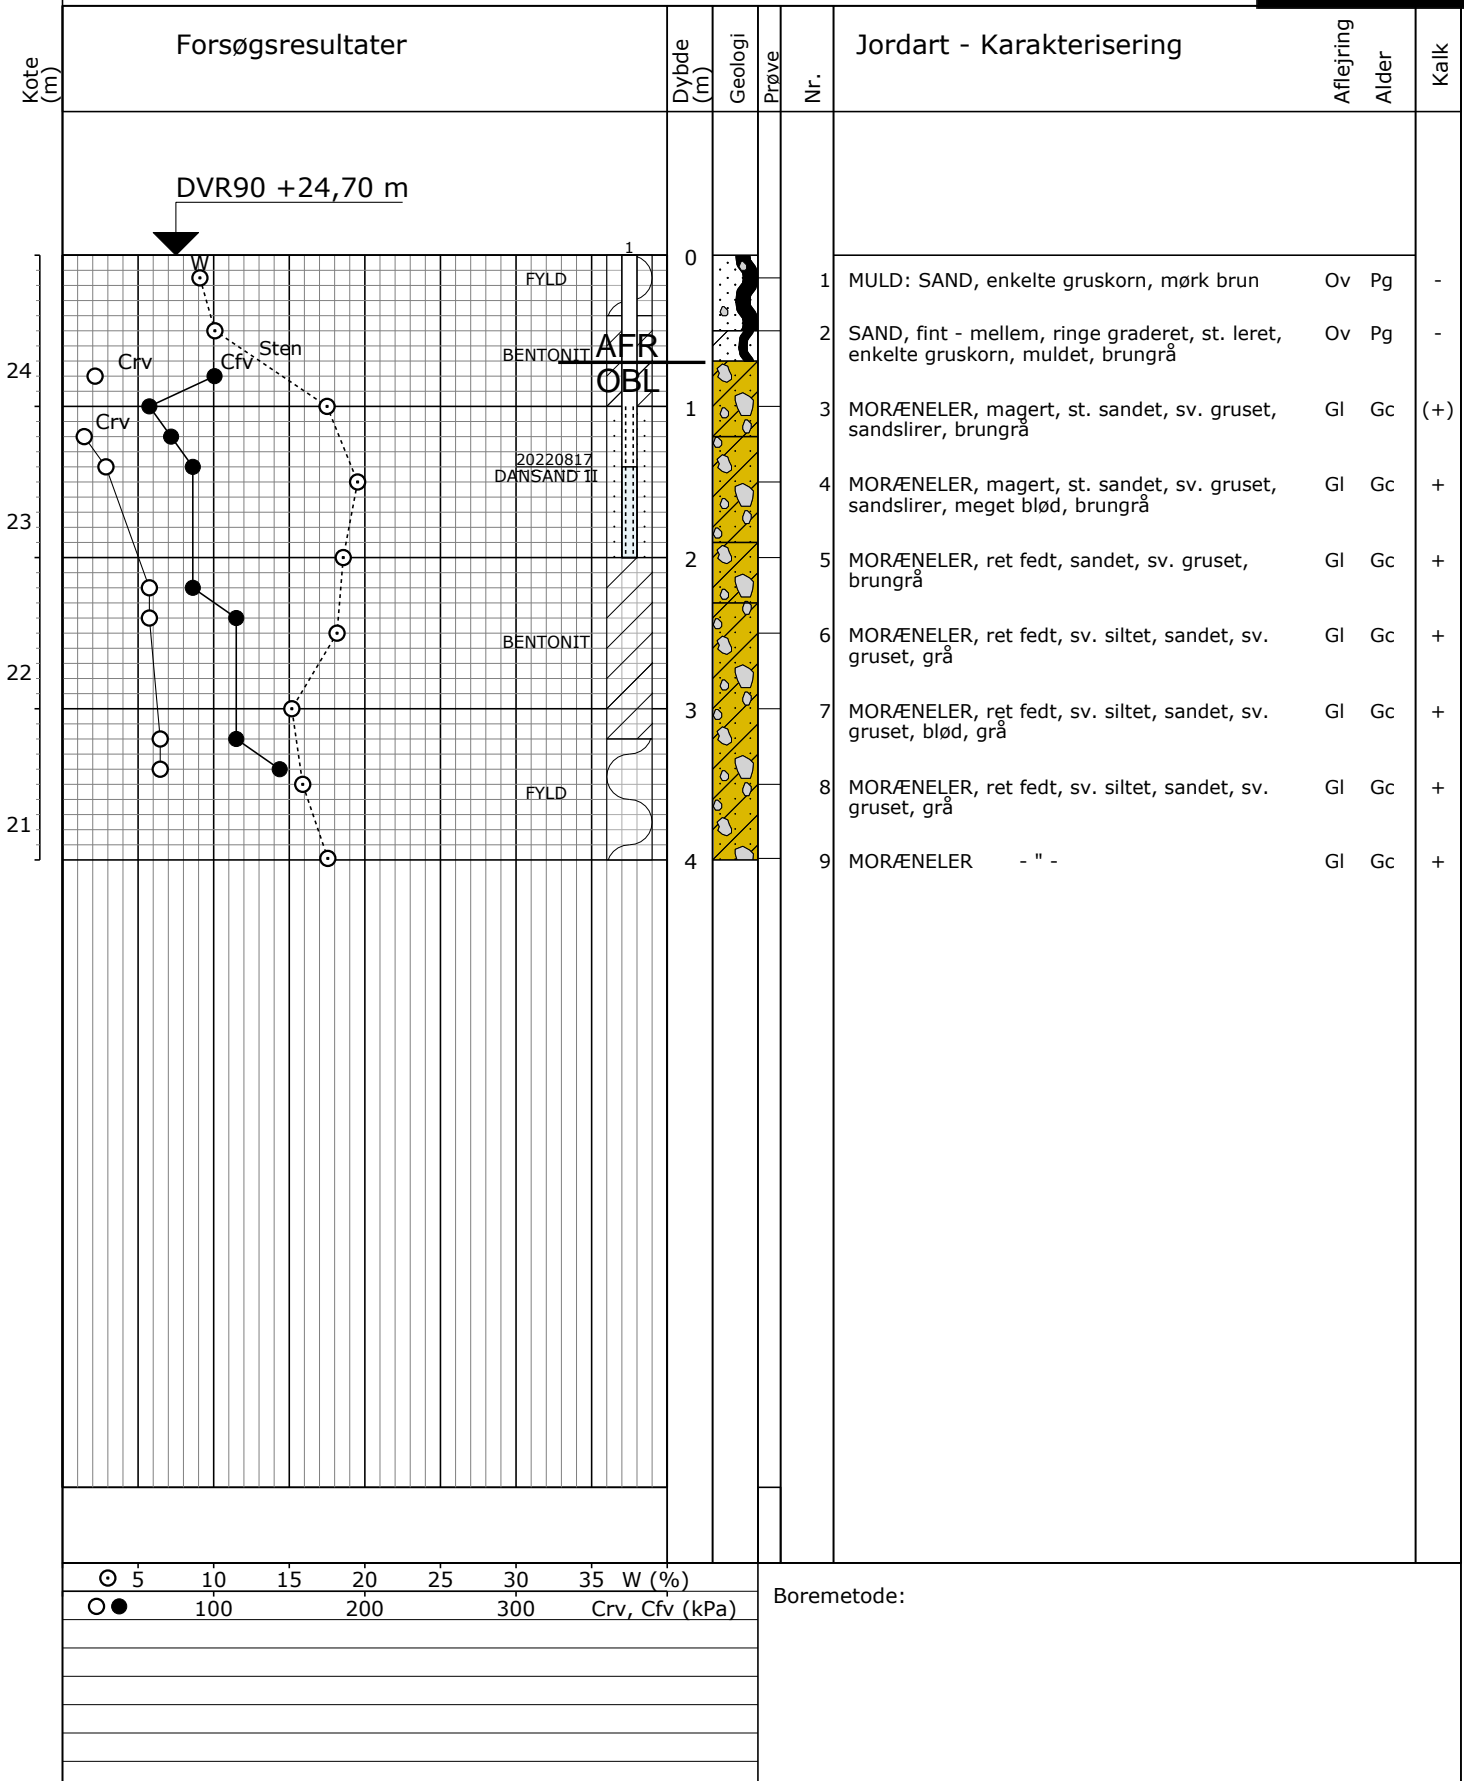 Kote
(m)
Forsøgsresultater
Dybde
(m)
Geologi
Prøve
Nr.
Jordart - Karakterisering
Aflejring
Alder
Kalk
DVR90 +24,70 m
1
W
FYLD
0
1 MULD: SAND, enkelte gruskorn, mørk brun Ov Pg -
2 SAND, fint - mellem, ringe graderet, st. leret, Ov Pg -
enkelte gruskorn, muldet, brungrå
Sten
BENTONIT
AFR
OBL
Crv
Cfv
24
1
3 MORÆNELER, magert, st. sandet, sv. gruset, Gl Gc (+)
sandslirer, brungrå
Crv
20220817
DANSAND II
4 MORÆNELER, magert, st. sandet, sv. gruset, Gl Gc +
sandslirer, meget blød, brungrå
23
2
5 MORÆNELER, ret fedt, sandet, sv. gruset, Gl Gc +
brungrå
BENTONIT
6 MORÆNELER, ret fedt, sv. siltet, sandet, sv. Gl Gc +
gruset, grå
22
3
7 MORÆNELER, ret fedt, sv. siltet, sandet, sv. Gl Gc +
gruset, blød, grå
FYLD
8 MORÆNELER, ret fedt, sv. siltet, sandet, sv. Gl Gc +
gruset, grå
21
4
9 MORÆNELER - " - Gl Gc +
5 10 15 20 25 30 35 W (%)
100 200 300 Crv, Cfv (kPa)
Boremetode: